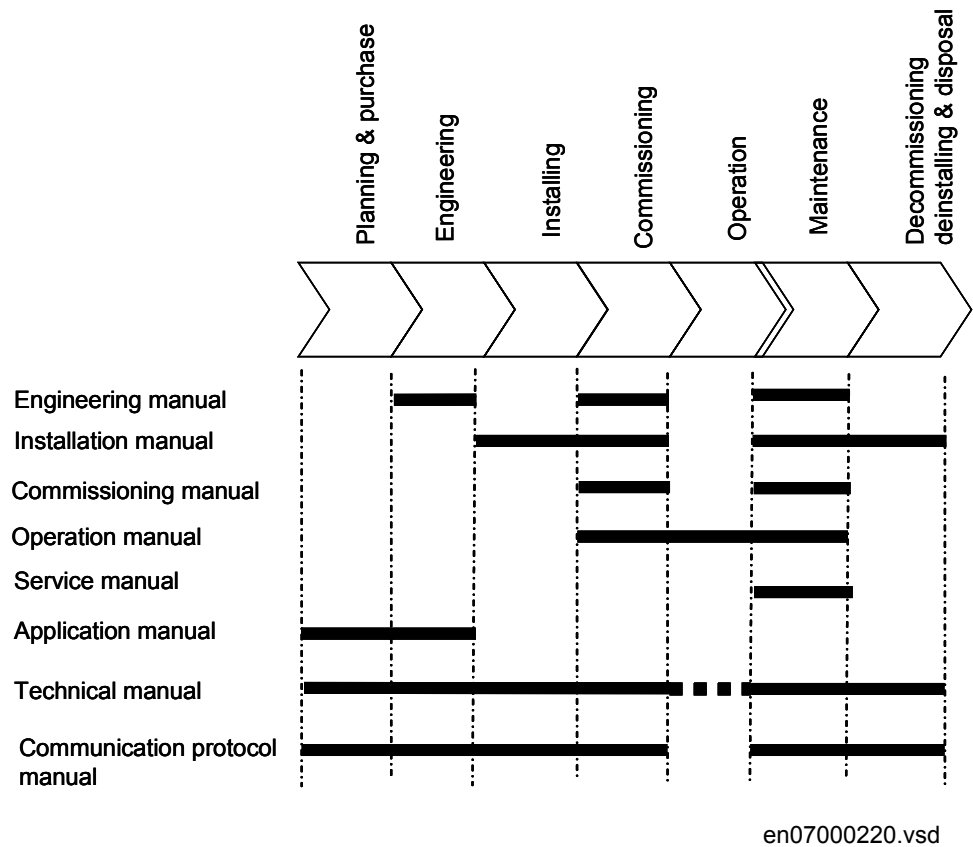 Planning & purchase
Engineering
Installing
Commissioning
Operation
Maintenance
Decommissioning
deinstalling & disposal
Engineering manual
Installation manual
Commissioning manual
Operation manual
Service manual
Application manual
Technical manual
Communication protocol
manual
en07000220.vsd